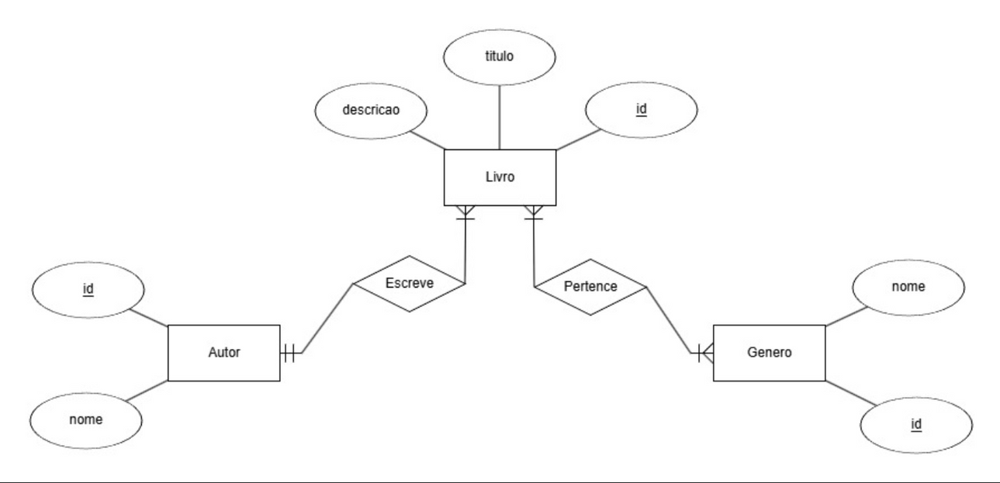 titulo
descricao
id
Livro
Escreve
Pertence
id
nome
Autor
Genero
nome
id